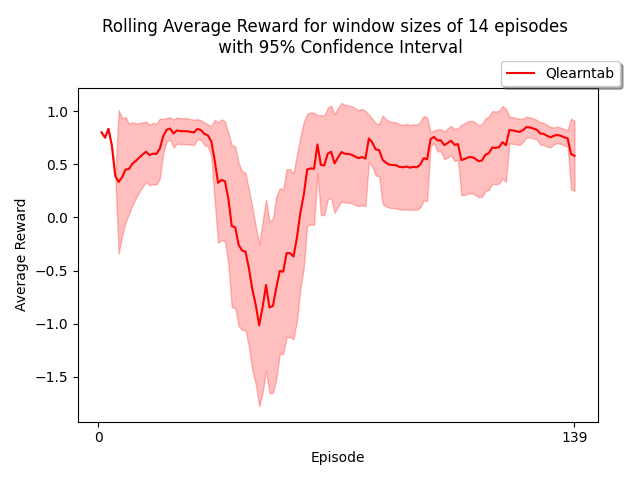 Rolling Average Reward for window sizes of 14 episodes
with 95% Confidence Interval
Qlearntab
1.0
0.5
0.0
−0.5
−1.0
−1.5
Average Reward
0
139
Episode